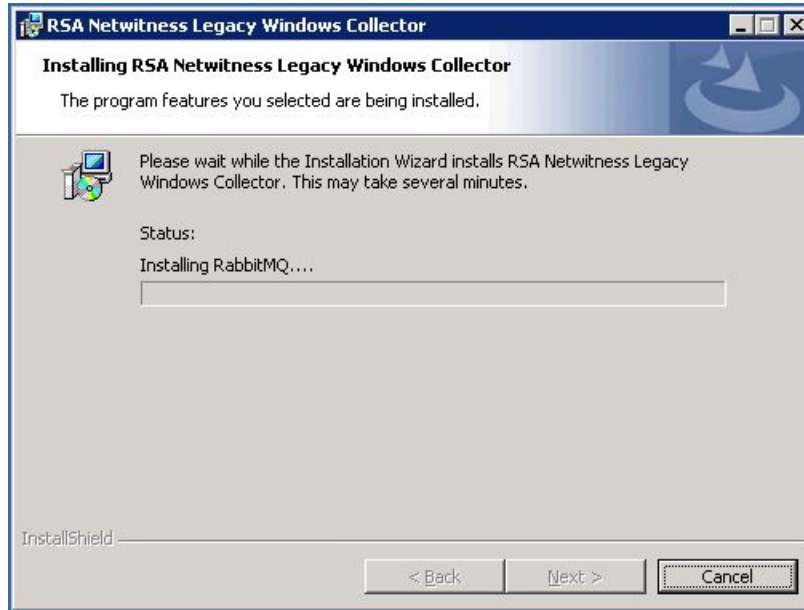 RSA Netwitness Legacy Windows Collector
Installing RSA Netwitness Legacy Windows Collector
The program features you selected are being installed.
Please wait while the Installation Wizard installs RSA Netwitness Legacy
Windows Collector. This may take several minutes.
Status:
Installing RabbitMQ....
InstallShield
< Back
Next >
Cancel